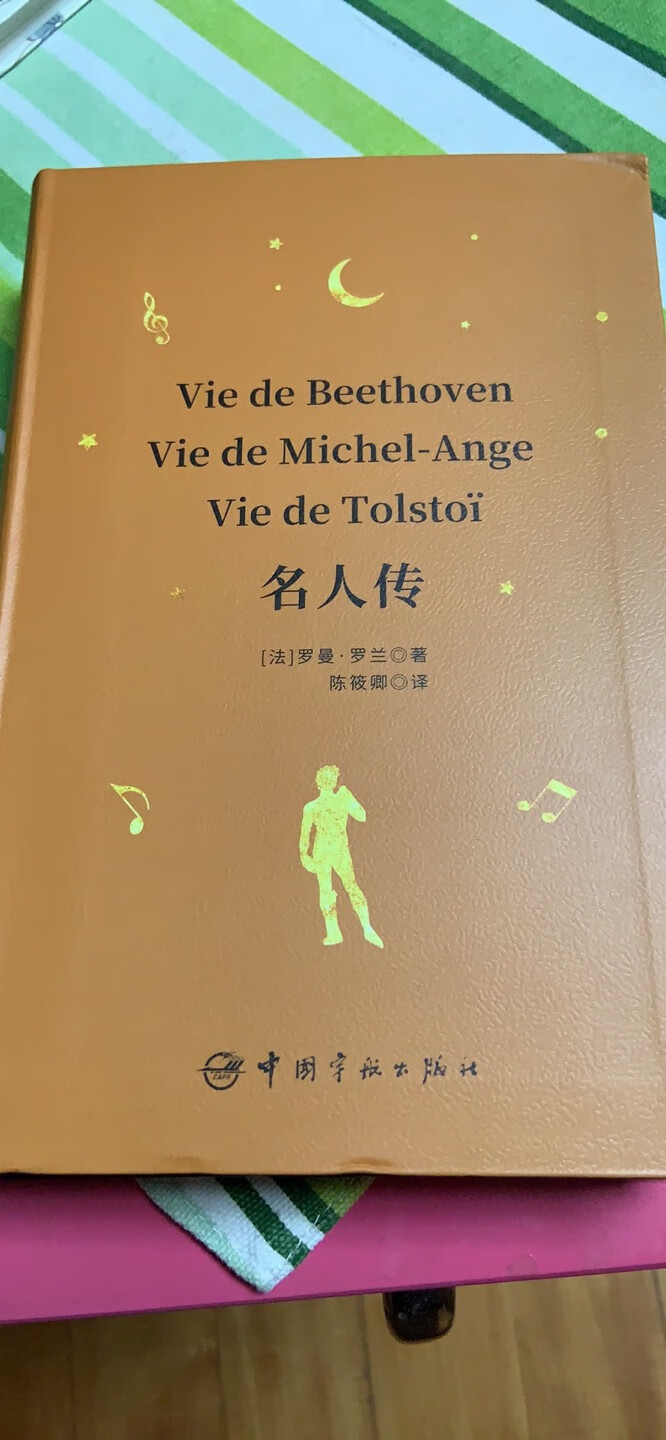 Vie de Beethoven
Vie de Michel-Ange
Vie de Tolstoï
名人传
[法]罗曼·罗兰◎著
陈筱卿◎译
中国宇航出版社